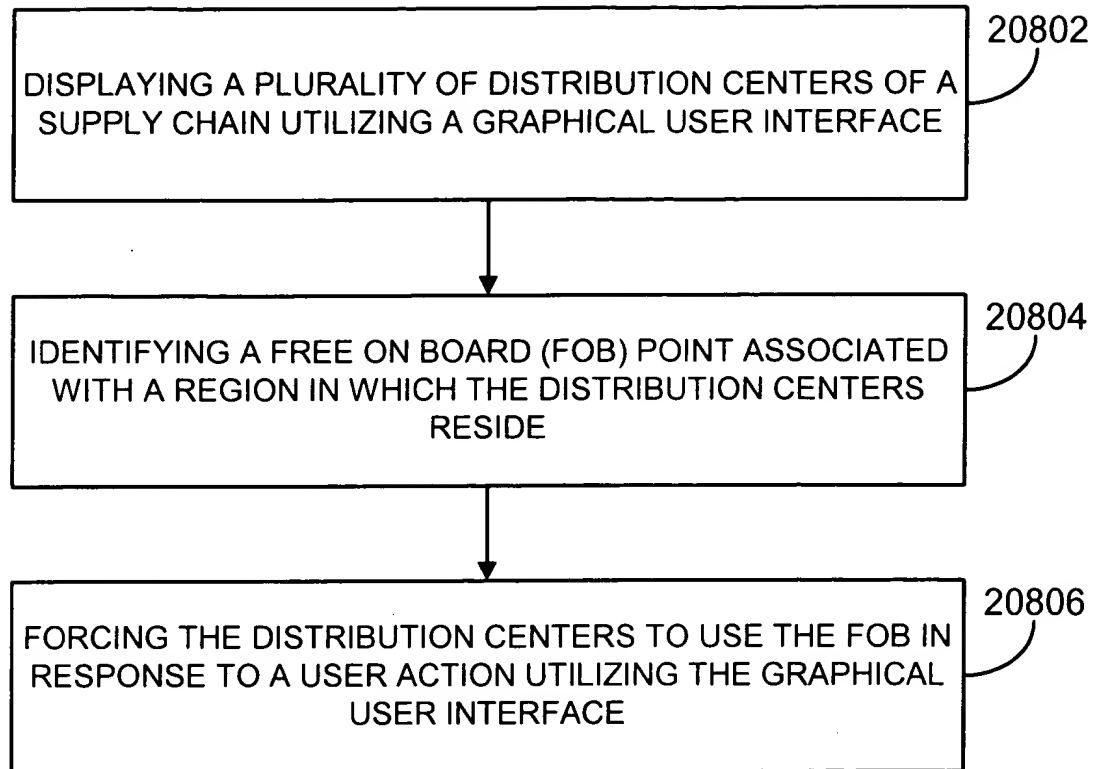 20802
DISPLAYING A PLURALITY OF DISTRIBUTION CENTERS OF A
SUPPLY CHAIN UTILIZING A GRAPHICAL USER INTERFACE
20804
IDENTIFYING A FREE ON BOARD (FOB) POINT ASSOCIATED
WITH A REGION IN WHICH THE DISTRIBUTION CENTERS
RESIDE
20806
FORCING THE DISTRIBUTION CENTERS TO USE THE FOB IN
RESPONSE TO A USER ACTION UTILIZING THE GRAPHICAL
USER INTERFACE